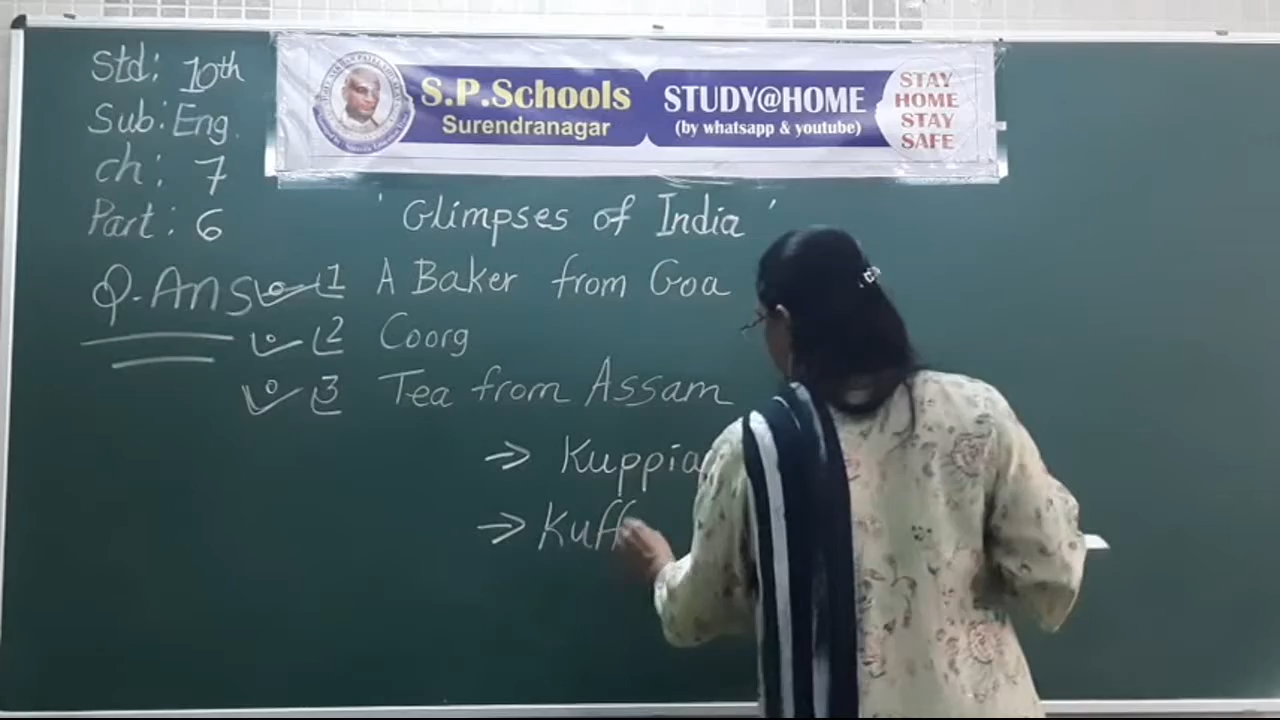 Std: 10th
Sub: Eng.
ch: 7
Part: 6
S.P.Schools
Surendranagar
STUDY@HOME
(by whatsapp & youtube)
STAY
HOME
STAY
SAFE
' Glimpses of India '
Q-Ans
1 A Baker from Goa
2 Coorg
3 Tea from Assam
→ Kuppia
→ Kuff